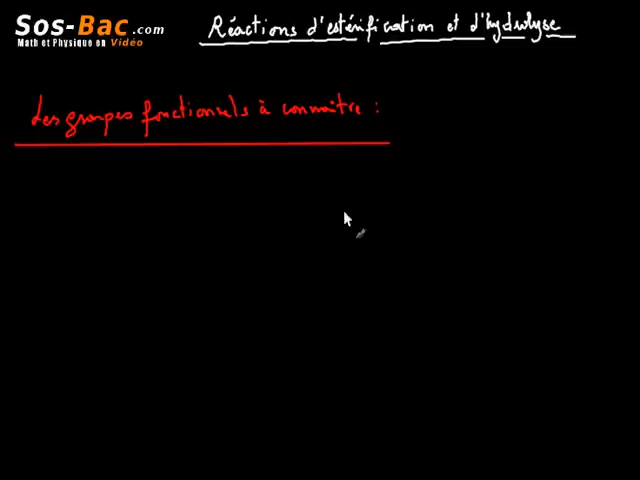 Sos-Bac.com
Math et Physique en Vidéo
Réactions d'estérification et d'hydrolyse
Les groupes fonctionnels à connaître :